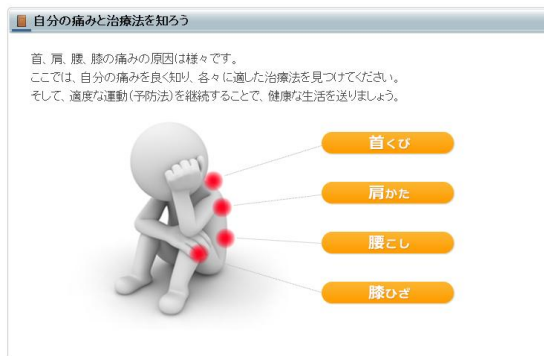 自分の痛みと治療法を知ろう
首、肩、腰、膝の痛みの原因は様々です。
ここでは、自分の痛みを良く知り、各々に適した治療法を見つけてください。
そして、適度な運動(予防法)を継続することで、健康な生活を送りましょう。
首くび
肩かた
腰こし
膝ひざ